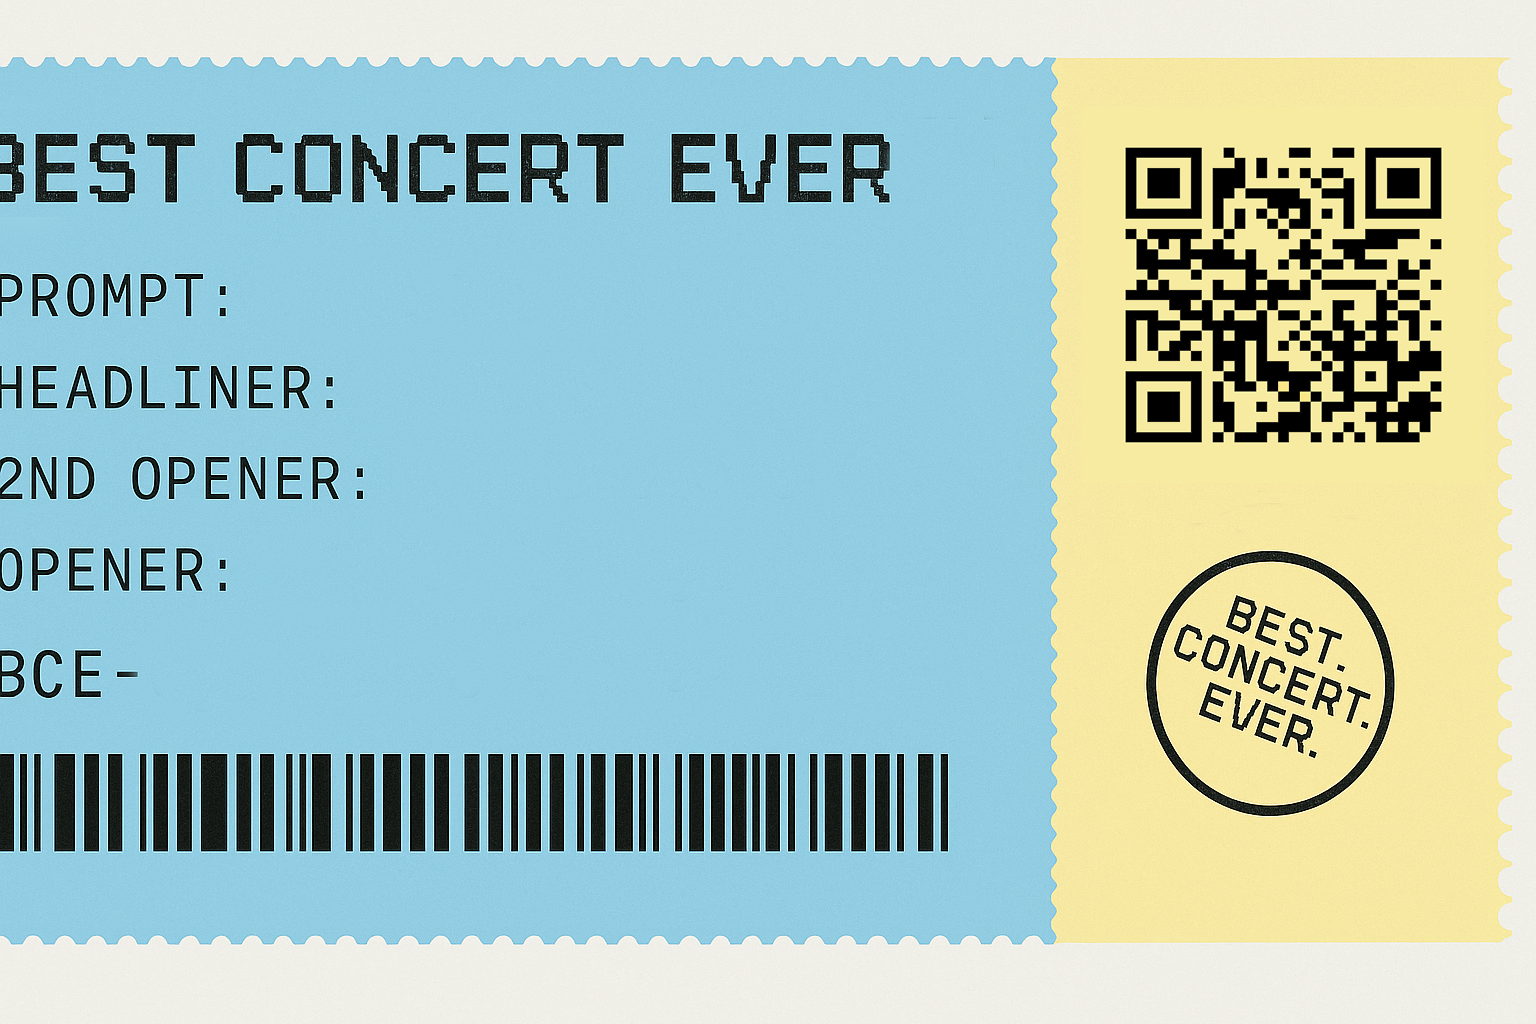 BEST CONCERT EVER
PROMPT:
HEADLINER:
2ND OPENER:
OPENER:
BCE-
BEST.
CONCERT.
EVER.